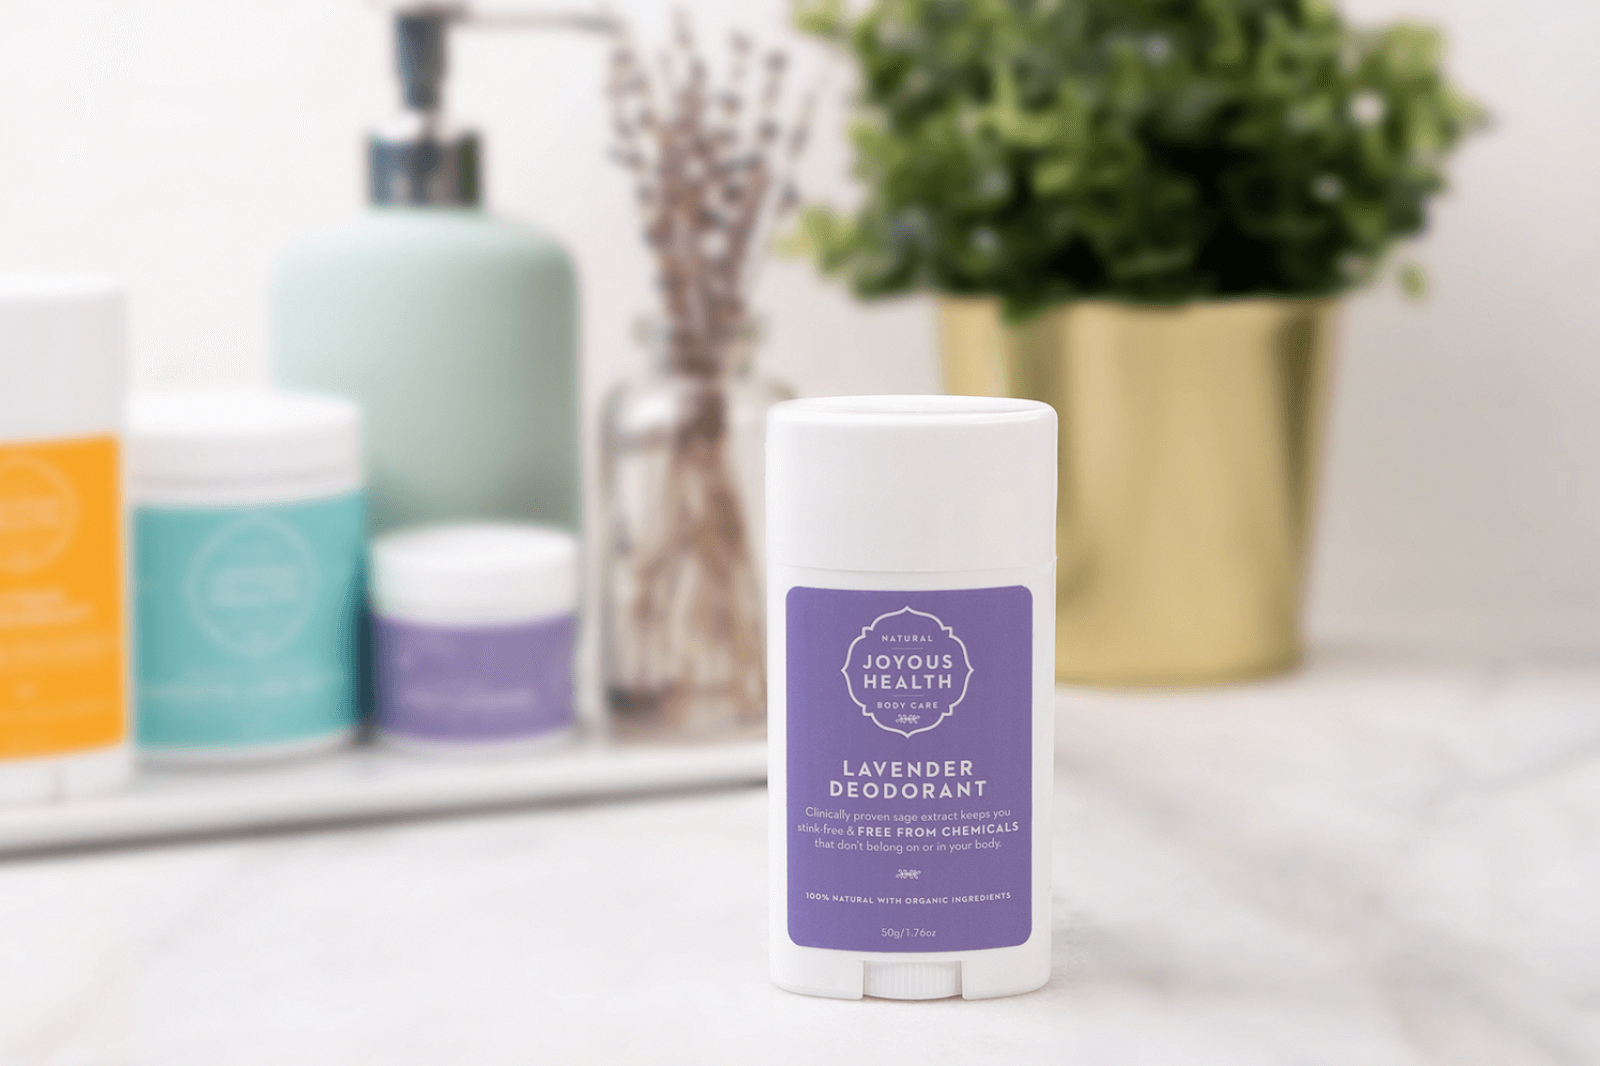 NATURAL
JOYOUS
HEALTH
BODY CARE
LAVENDER
DEODORANT
Clinically proven sage extract keeps you
stink-free & FREE FROM CHEMICALS
that don't belong on or in your body.
100% NATURAL WITH ORGANIC INGREDIENTS
50g/1.76oz